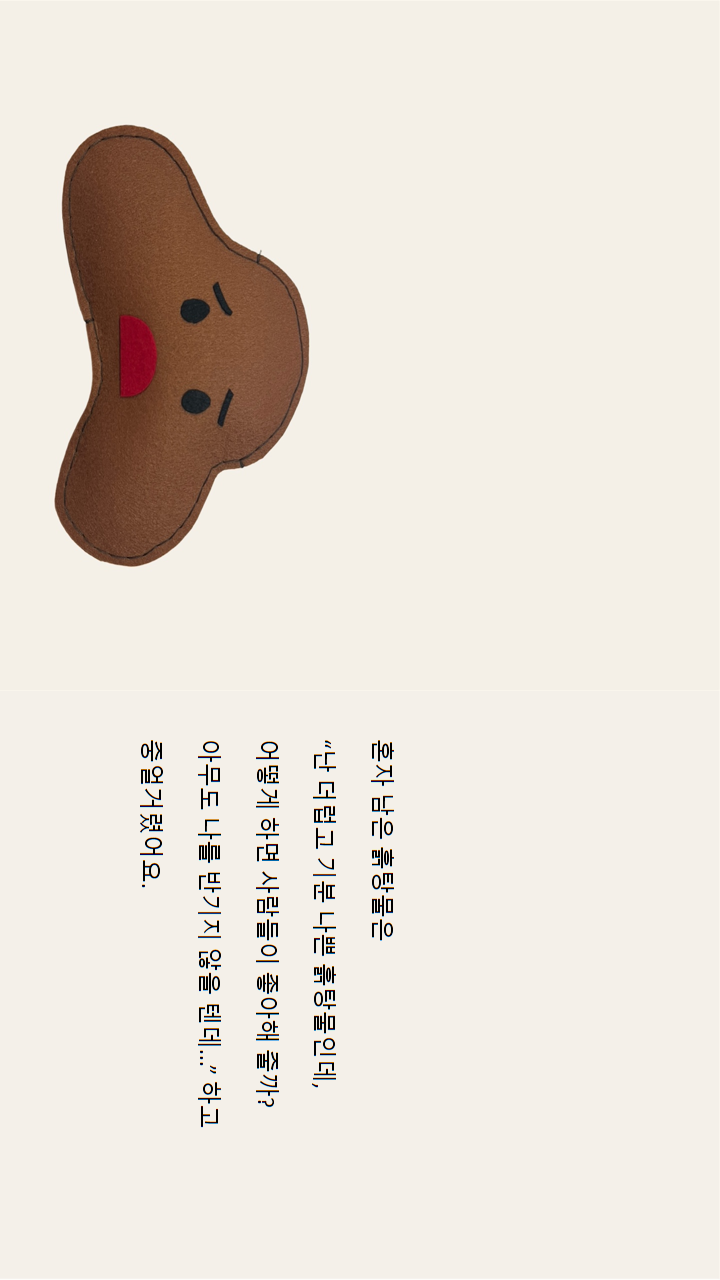 혼자 남은 흙탕물은
“난 더럽고 기분 나쁜 흙탕물인데,
어떻게 하면 사람들이 좋아해 줄까?
아무도 나를 반기지 않을 텐데...” 하고
중얼거렸어요.